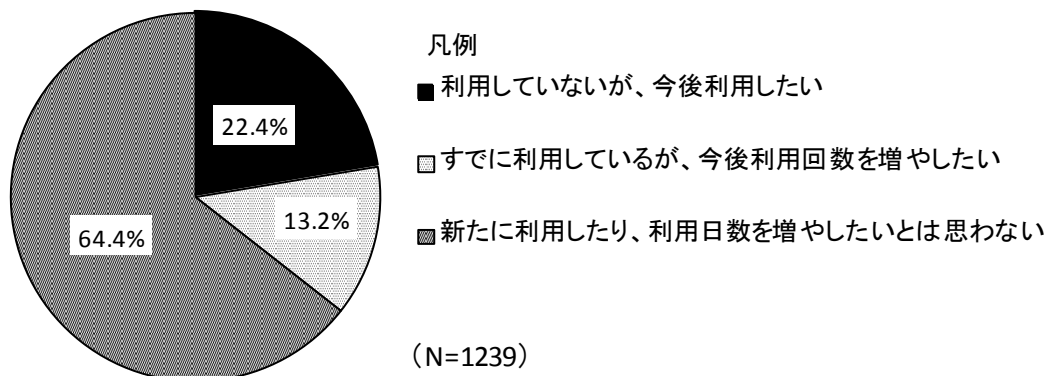 22.4%
13.2%
64.4%
凡例
利用していないが、今後利用したい
すでに利用しているが、今後利用回数を増やしたい
新たに利用したり、利用日数を増やしたいとは思わない
（N=1239）